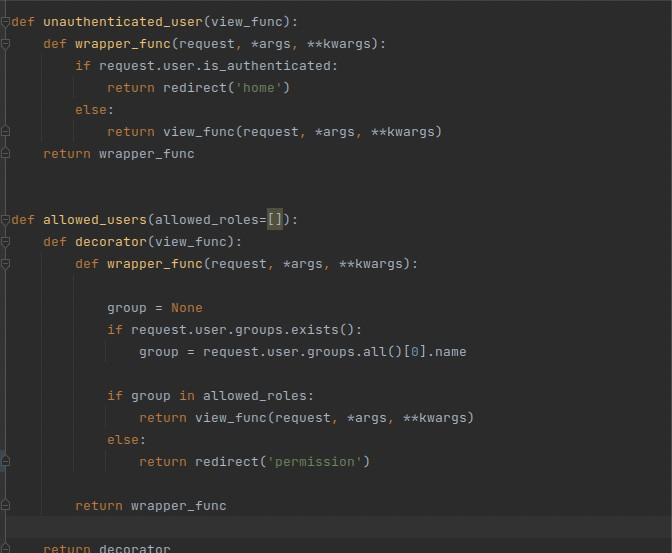 def unauthenticated_user(view_func):
    def wrapper_func(request, *args, **kwargs):
        if request.user.is_authenticated:
            return redirect('home')
        else:
            return view_func(request, *args, **kwargs)
    return wrapper_func
def allowed_users(allowed_roles=[]):
    def decorator(view_func):
        def wrapper_func(request, *args, **kwargs):
            group = None
            if request.user.groups.exists():
                group = request.user.groups.all()[0].name
            if group in allowed_roles:
                return view_func(request, *args, **kwargs)
            else:
                return redirect('permission')
        return wrapper_func
    return decorator